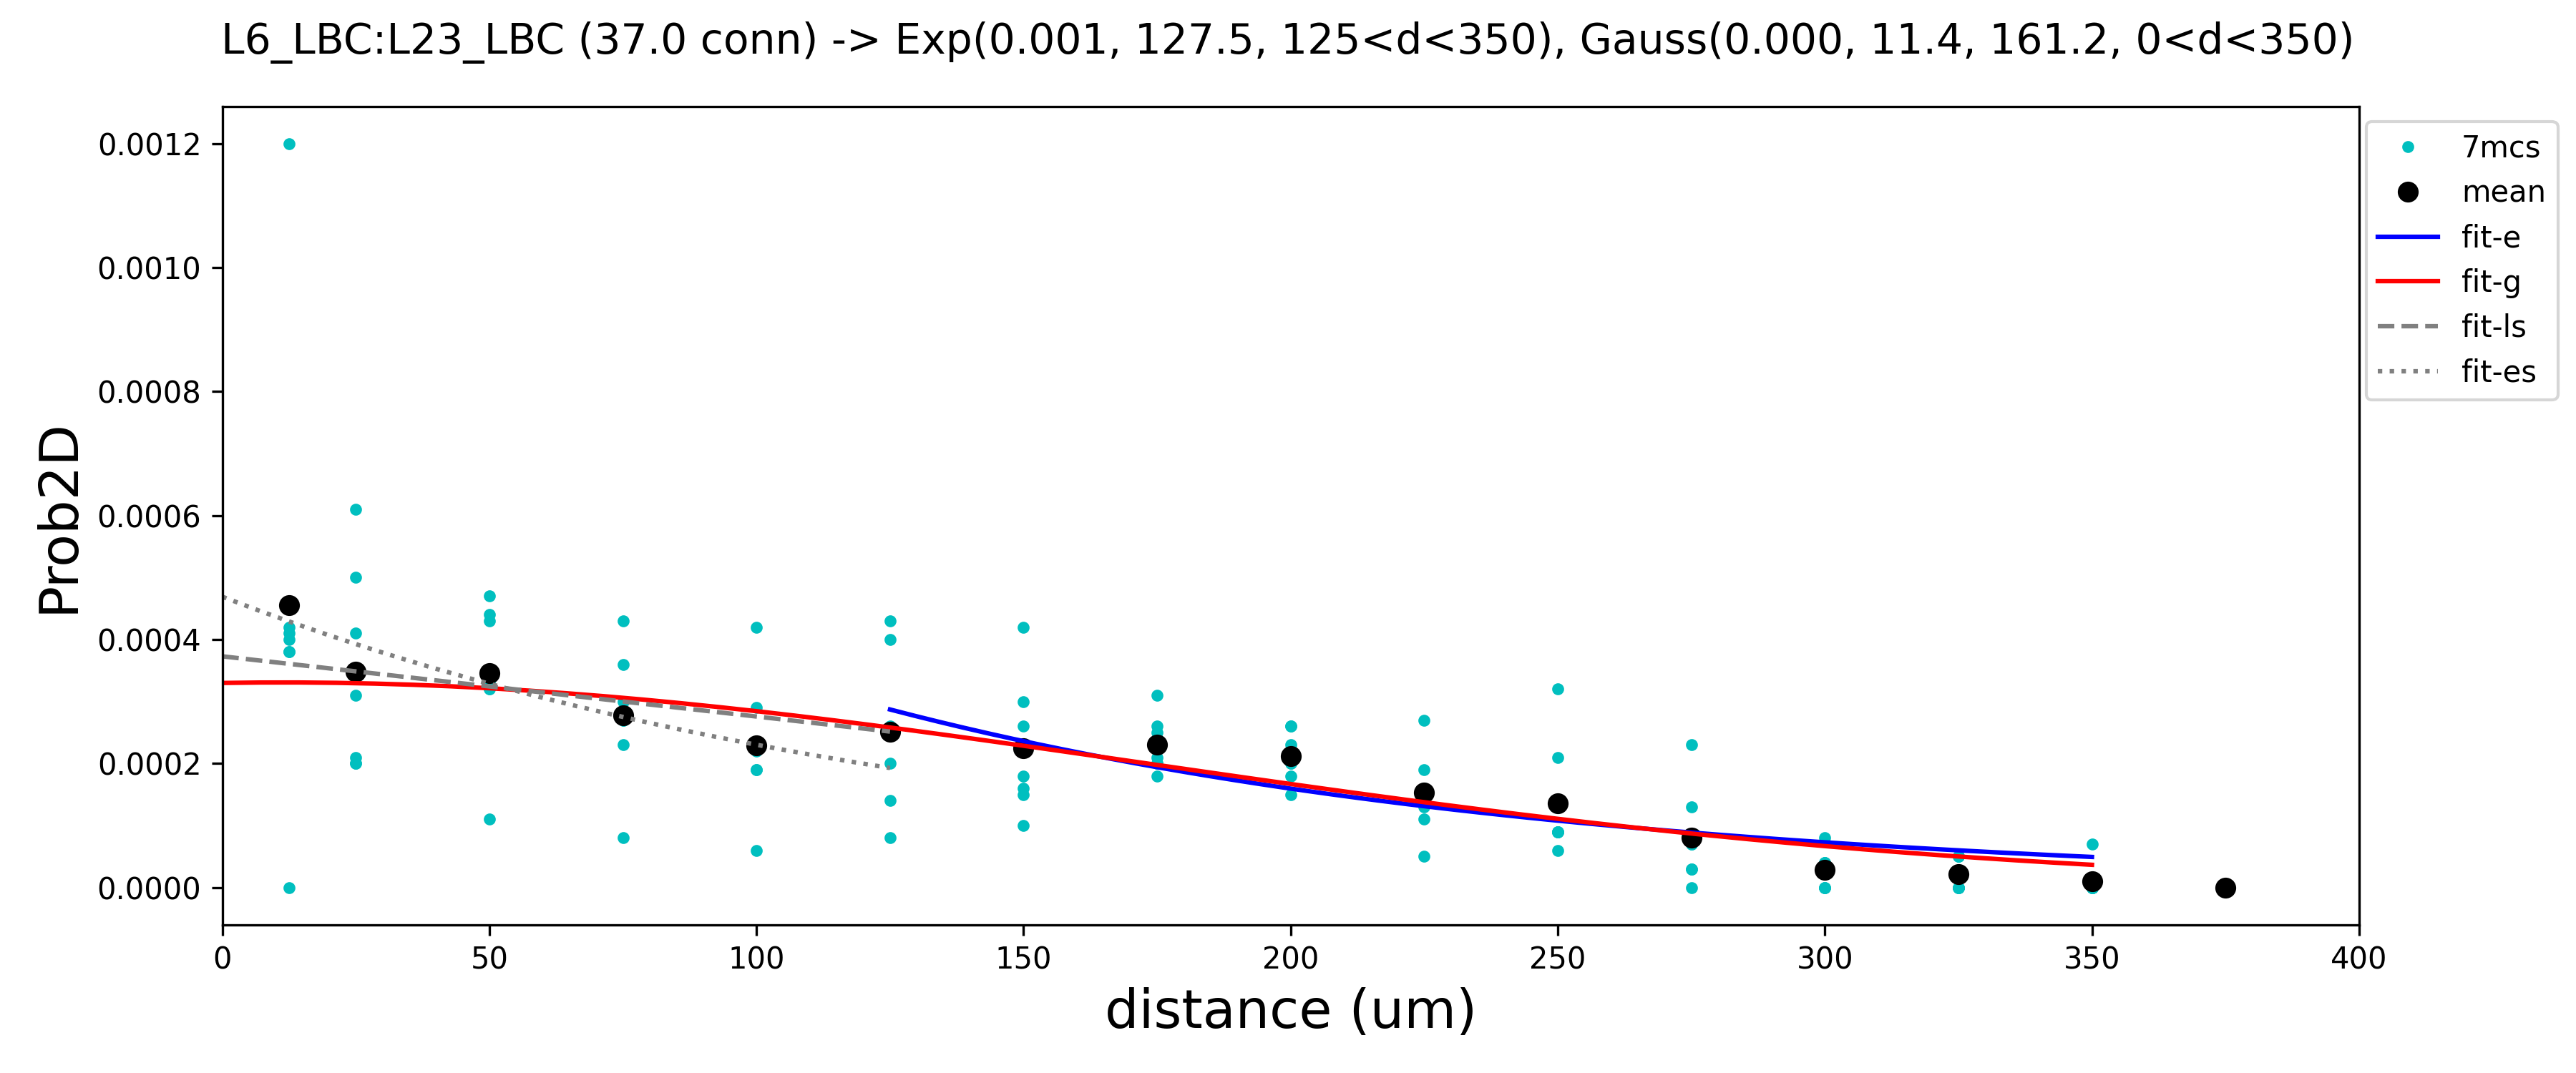 L6_LBC:L23_LBC (37.0 conn) -> Exp(0.001, 127.5, 125<d<350), Gauss(0.000, 11.4, 161.2, 0<d<350)
0.0012
0.0010
0.0008
0.0006
0.0004
0.0002
0.0000
Prob2D
0 50 100 150 200 250 300 350 400
distance (um)
7mcs
mean
fit-e
fit-g
fit-ls
fit-es